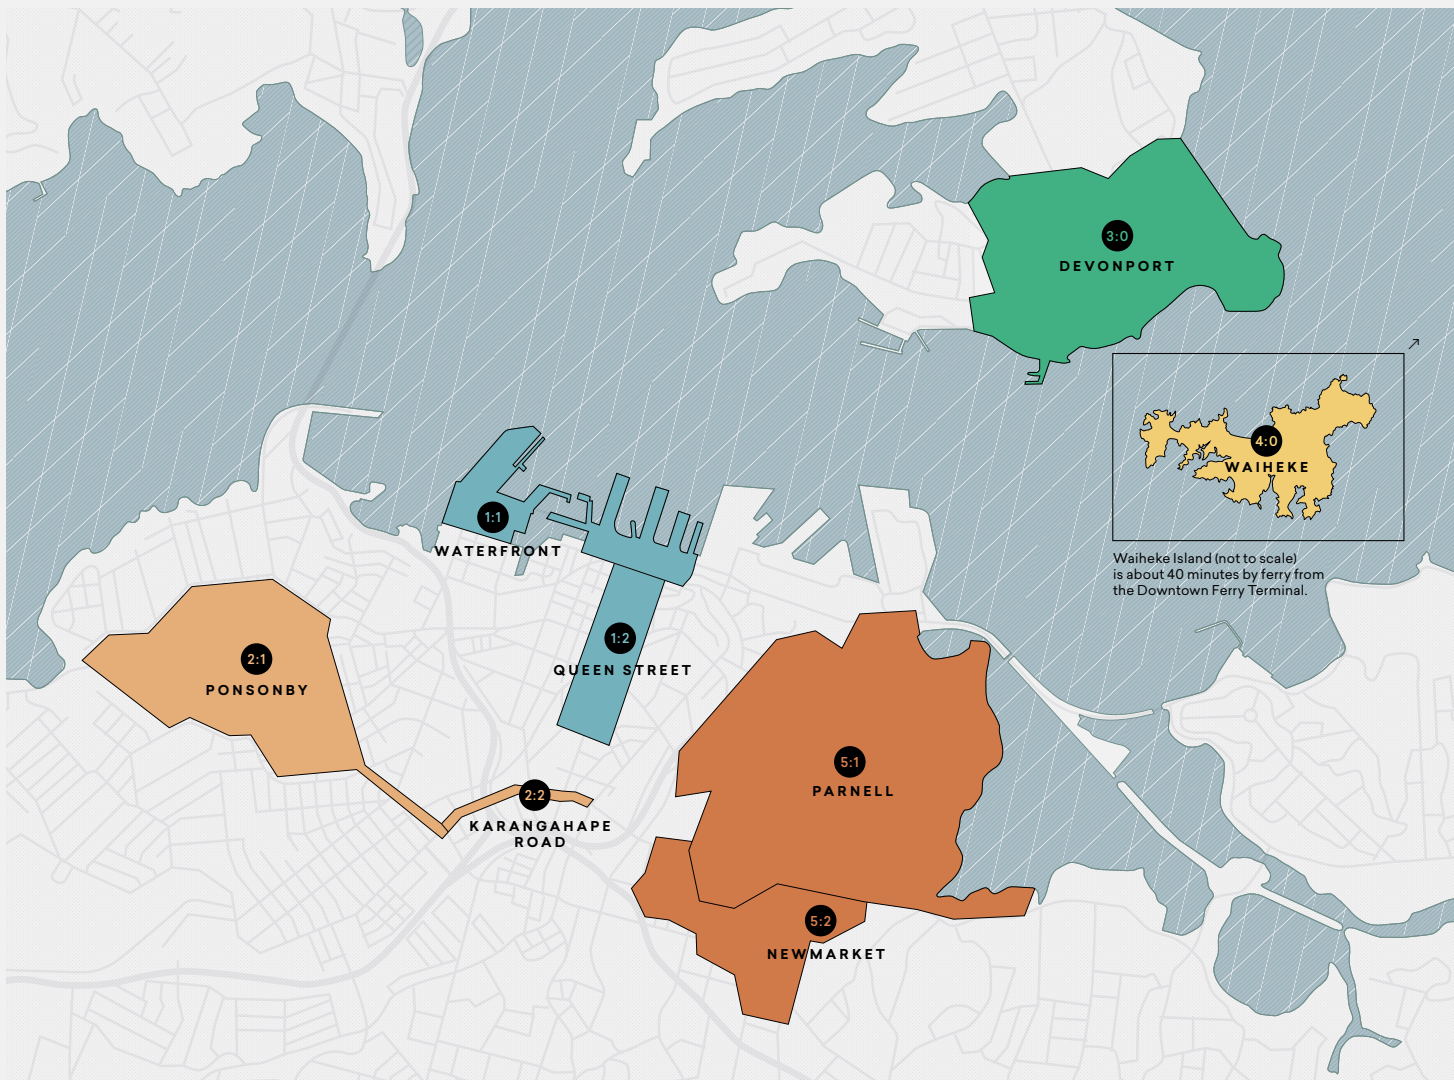 3:0
DEVONPORT
4:0
WAIHEKE
Waiheke Island (not to scale)
is about 40 minutes by ferry from
the Downtown Ferry Terminal.
1:1
WATERFRONT
1:2
QUEEN STREET
2:1
PONSONBY
2:2
KARANGAHAPE
ROAD
5:1
PARNELL
5:2
NEWMARKET